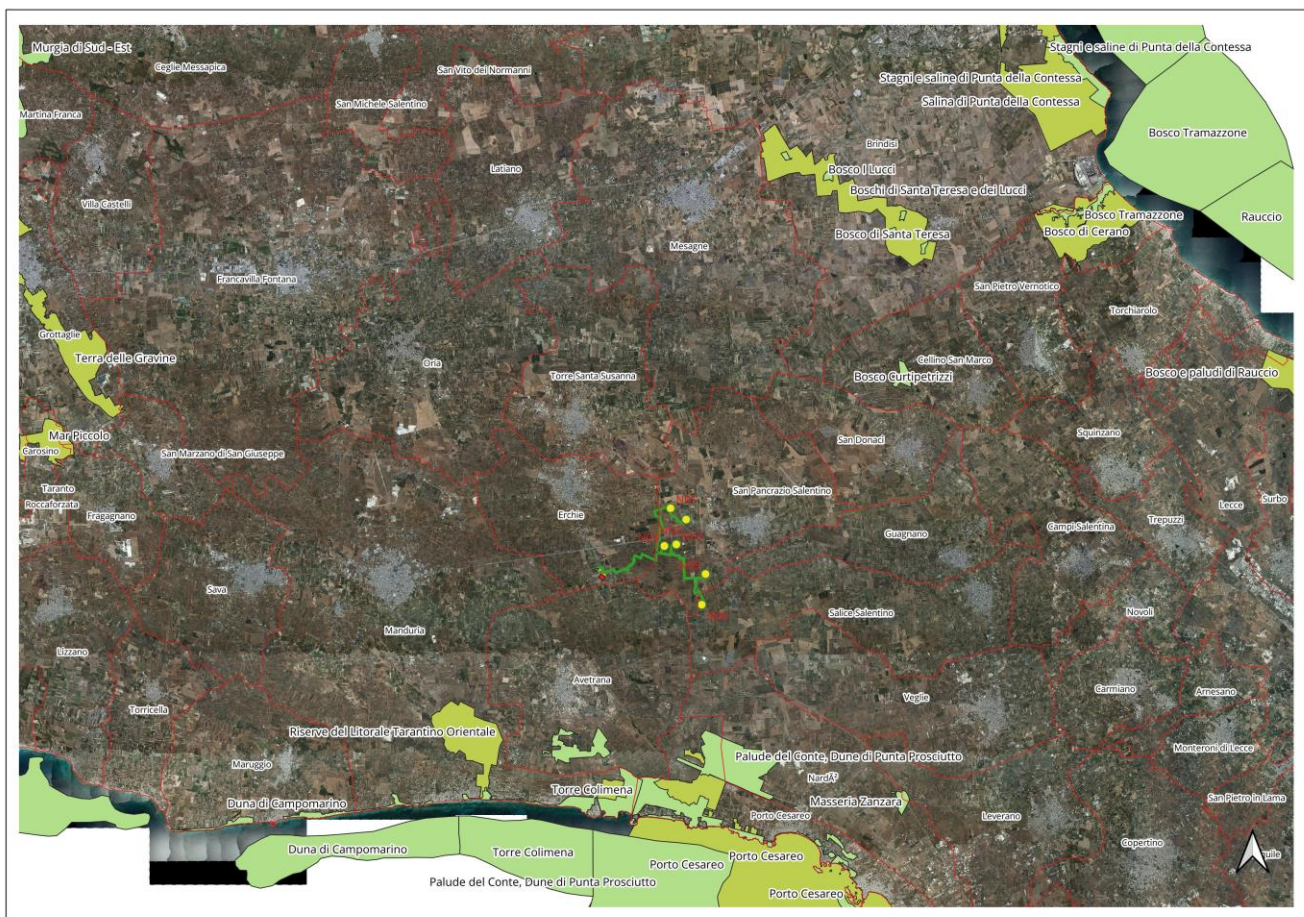 Murgia di Sud - Est
Ceglie Messapica
San Vito dei Normanni
Stagni e saline di Punta della Contessa
Stagni e saline di Punta della Contessa
Salina di Punta della Contessa
San Michele Salentino
Martina Franca
Bosco Tramazzone
Brindisi
Latiano
Bosco I Lucci
Boschi di Santa Teresa e dei Lucci
Villa Castelli
Bosco Tramazzone
Rauccio
Bosco di Cerano
Bosco di Santa Teresa
Mesagne
Francavilla Fontana
San Pietro Vernotico
Torchiarolo
Grottaglie
Terra delle Gravine
Oria
Cellino San Marco
Torre Santa Susanna
Bosco Curtipetrizzi
Bosco e paludi di Rauccio
Mar Piccolo
Carosino
San Marzano di San Giuseppe
San Donaci
Squinzano
Taranto
Roccaforzata
Fragagnano
San Pancrazio Salentino
Lecce
Surbo
Erchie
Campi Salentina
Trepuzzi
Guagnano
Sava
Manduria
Salice Salentino
Novoli
Lizzano
Avetrana
Veglie
Carmiano
Arnesano
Torricella
Riserve del Litorale Tarantino Orientale
Monteroni di Lecce
Maruggio
Palude del Conte, Dune di Punta Prosciutto
NardÃ²
Torre Colimena
Duna di Campomarino
Masseria Zanzara
Porto Cesareo
Leverano
San Pietro in Lama
Copertino
Duna di Campomarino
Torre Colimena
Porto Cesareo
Porto Cesareo
Palude del Conte, Dune di Punta Prosciutto
Porto Cesareo